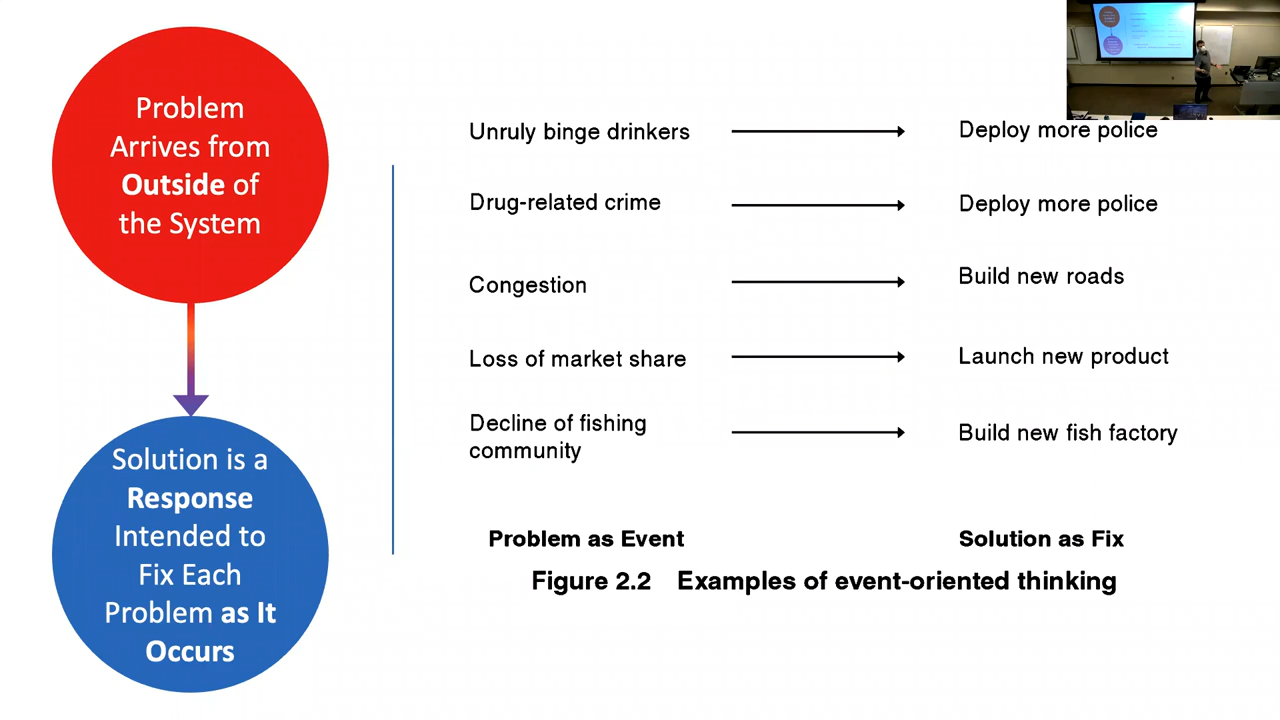 Problem
Arrives from
Outside of
the System
Solution is a
Response
Intended to
Fix Each
Problem as It
Occurs
Unruly binge drinkers
Deploy more police
Drug-related crime
Deploy more police
Congestion
Build new roads
Loss of market share
Launch new product
Decline of fishing
community
Build new fish factory
Problem as Event
Solution as Fix
Figure 2.2 Examples of event-oriented thinking